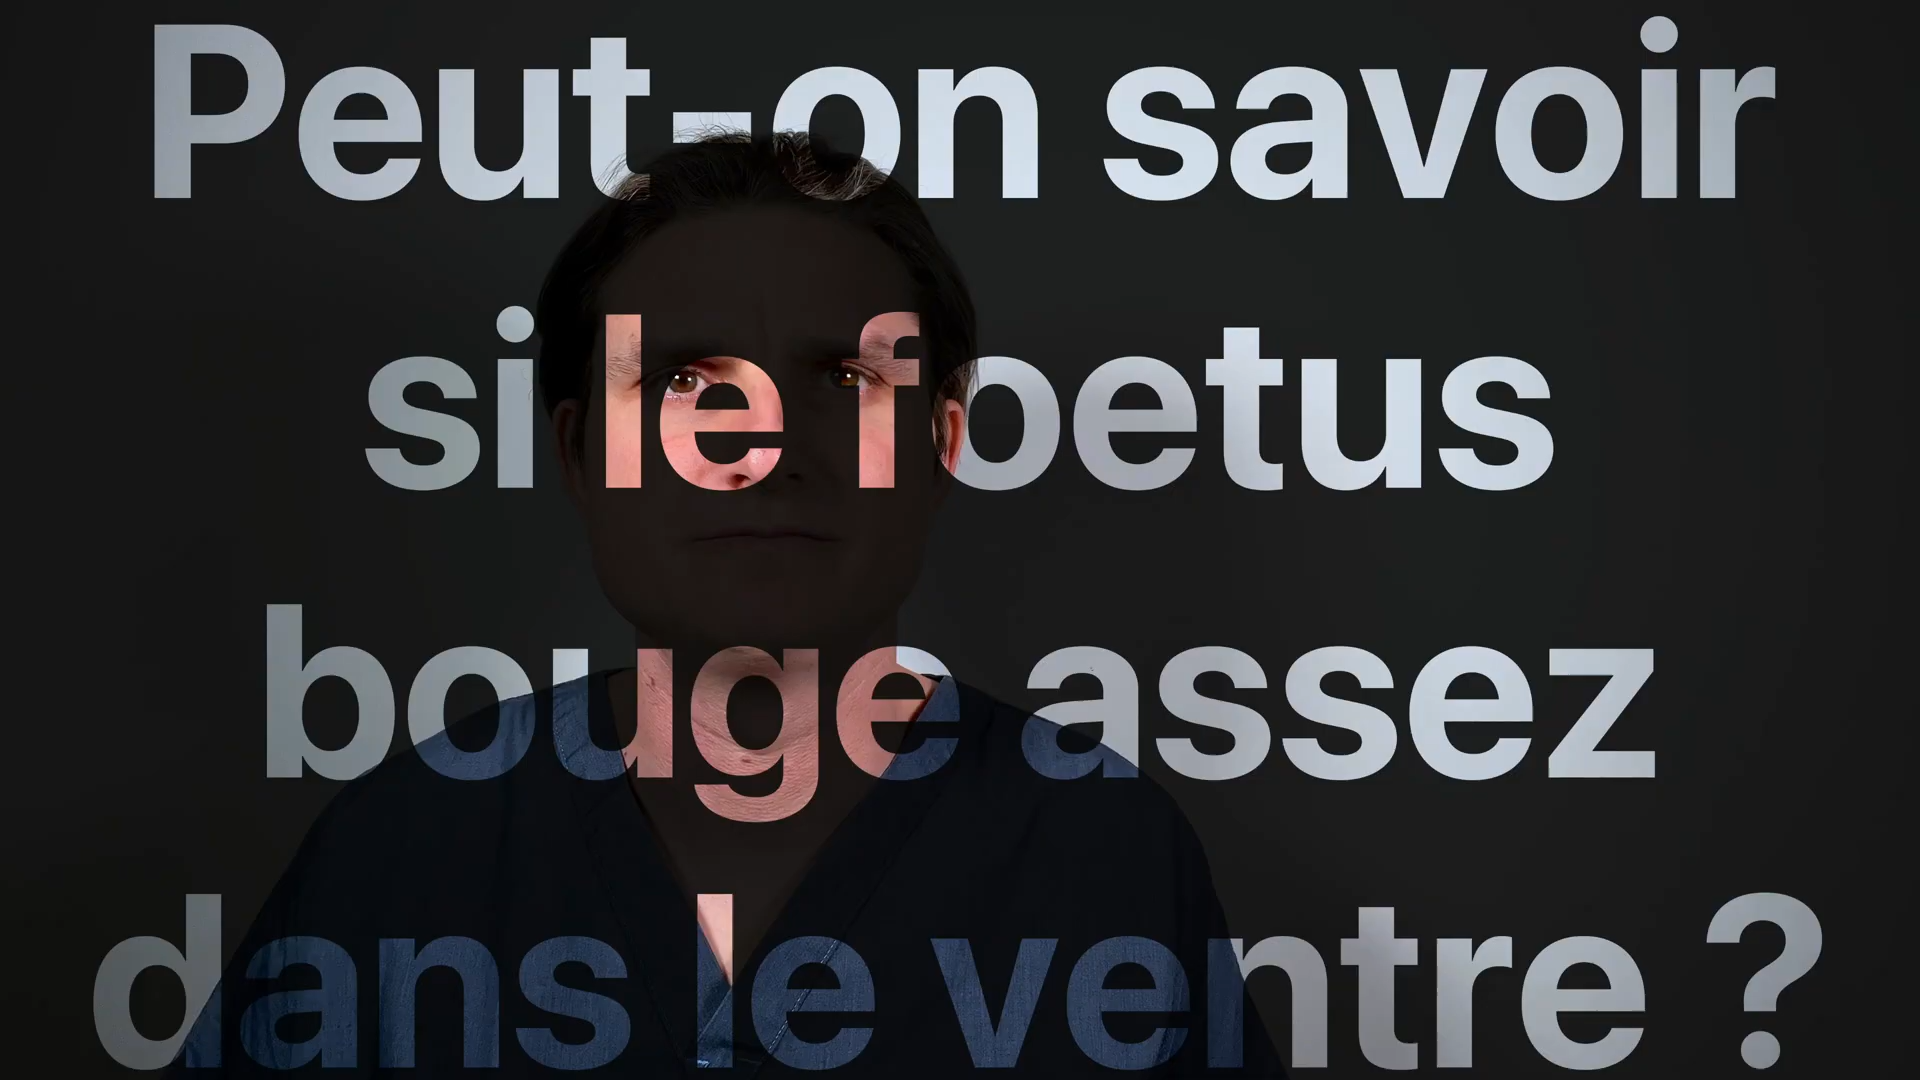 Peut-on savoir
si le foetus
bouge assez
dans le ventre ?